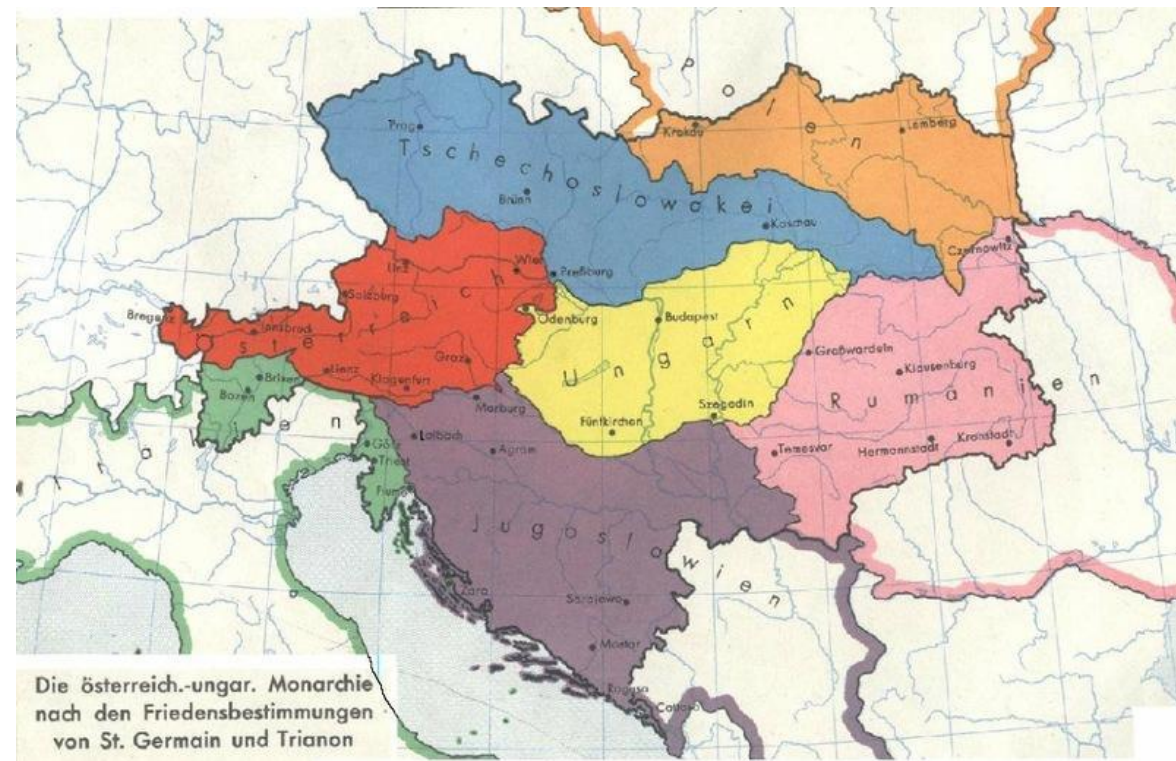 Polen
Krakau
Lemberg
Prag
Tschechoslowakei
Brünn
Kaschau
Czernowitz
Linz
Wien
Preßburg
Salzburg
Bregenz
Innsbruck
Österreich
Ödenburg
Budapest
Ungarn
Graz
Großwardein
Klausenburg
Lienz
Brixen
Klagenfurt
Bozen
Marburg
Rumänien
Szegedin
Fünfkirchen
Italien
Görz
Laibach
Agram
Temesvar
Hermannstadt
Kronstadt
Triest
Fiume
Jugoslawien
Zara
Sarajewo
Mostar
Ragusa
Cattaro
Die österreich.-ungar. Monarchie
nach den Friedensbestimmungen
von St. Germain und Trianon